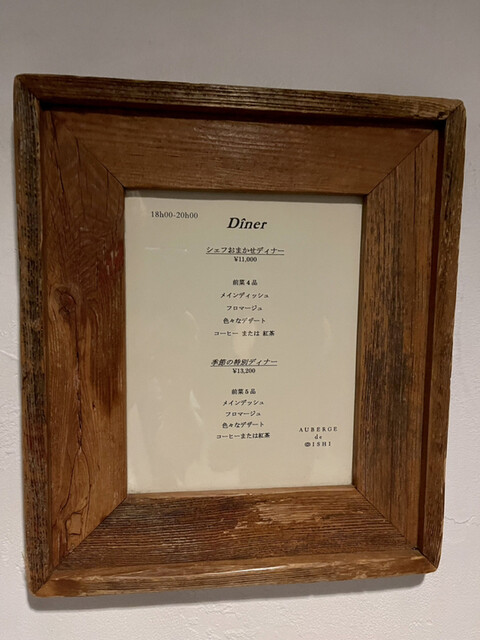 18h00-20h00
Dîner
シェフおまかせディナー
¥11,000
前菜4品
メインディッシュ
フロマージュ
色々なデザート
コーヒー または 紅茶
季節の特別ディナー
¥13,200
前菜5品
メインデッシュ
フロマージュ
色々なデザート
コーヒーまたは紅茶
AUBERGE
de
OISHI